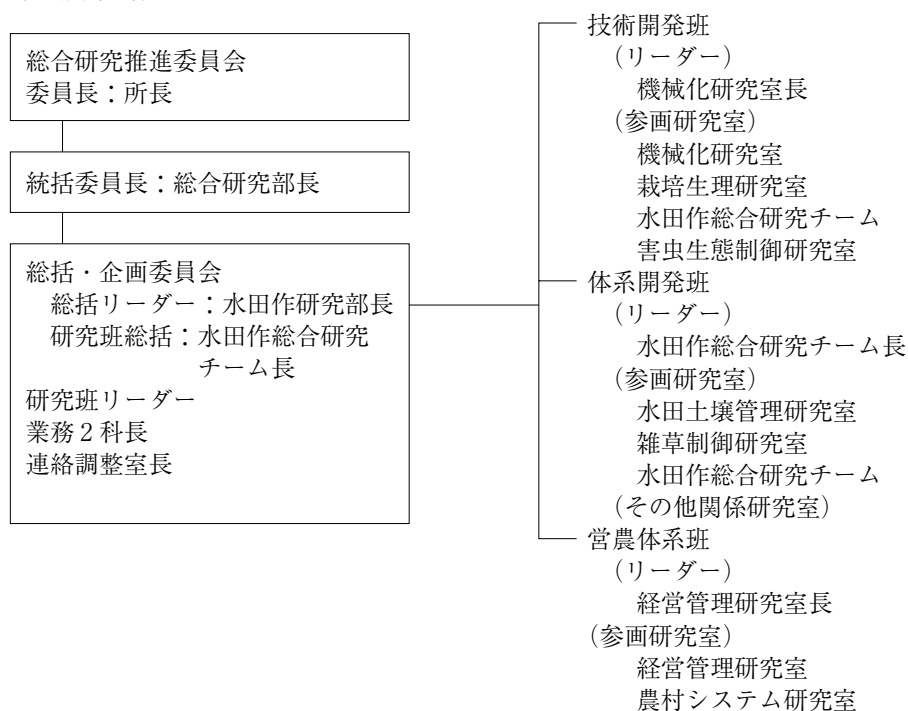 総合研究推進委員会
委員長：所長
統括委員長：総合研究部長
総括・企画委員会
総括リーダー：水田作研究部長
研究班総括：水田作総合研究
チーム長
研究班リーダー
業務２科長
連絡調整室長
技術開発班
（リーダー）
機械化研究室長
（参画研究室）
機械化研究室
栽培生理研究室
水田作総合研究チーム
害虫生態制御研究室
体系開発班
（リーダー）
水田作総合研究チーム長
（参画研究室）
水田土壌管理研究室
雑草制御研究室
水田作総合研究チーム
（その他関係研究室）
営農体系班
（リーダー）
経営管理研究室長
（参画研究室）
経営管理研究室
農村システム研究室